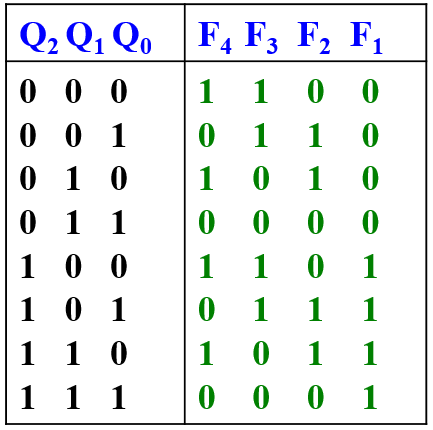 Q₂ Q₁ Q₀ F₄ F₃ F₂ F₁
0 0 0 1 1 0 0
0 0 1 0 1 1 0
0 1 0 1 0 1 0
0 1 1 0 0 0 0
1 0 0 1 1 0 1
1 0 1 0 1 1 1
1 1 0 1 0 1 1
1 1 1 0 0 0 1